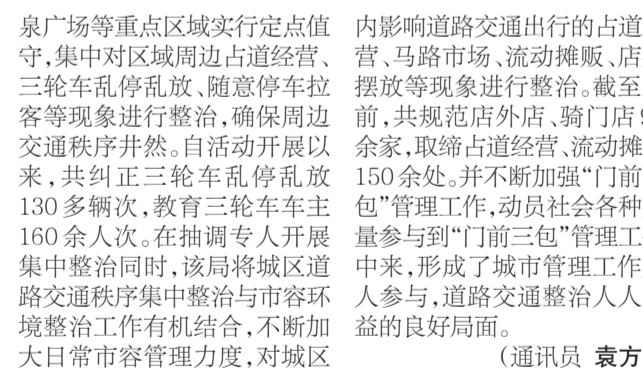 泉广场等重点区域实行定点值
守，集中对区域周边占道经营、
三轮车乱停乱放、随意停车拉
客等现象进行整治，确保周边
交通秩序井然。自活动开展以
来，共纠正三轮车乱停乱放
130多辆次，教育三轮车车主
160余人次。在抽调专人开展
集中整治同时，该局将城区道
路交通秩序集中整治与市容环
境整治工作有机结合，不断加
大日常市容管理力度，对城区
内影响道路交通出行的占道
营、马路市场、流动摊贩、店
摆放等现象进行整治。截至
前，共规范店外店、骑门店9
余家，取缔占道经营、流动摊
150余处。并不断加强“门前
包”管理工作，动员社会各种
量参与到“门前三包”管理工
中来，形成了城市管理工作
人参与，道路交通整治人人
益的良好局面。
（通讯员 袁方